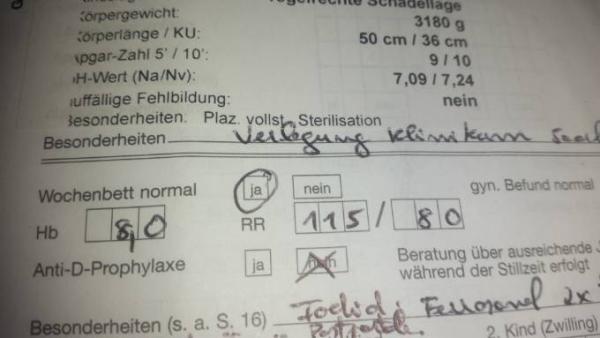 regelrechte Schädellage
Körpergewicht: 3180 g
Körperlänge / KU: 50 cm / 36 cm
Apgar-Zahl 5' / 10': 9 / 10
pH-Wert (Na/Nv): 7,09 / 7,24
auffällige Fehlbildung: nein
Besonderheiten: Plaz. vollst. Sterilisation
Besonderheiten Verlegung Klinikum
Wochenbett normal ja nein gyn. Befund normal
Hb 8,0 RR 115 / 80
Anti-D-Prophylaxe ja nein Beratung über ausreichende
während der Stillzeit erfolgt
Besonderheiten (s. a. S. 16) Jodid; Ferrosanol 2x
2. Kind (Zwilling)